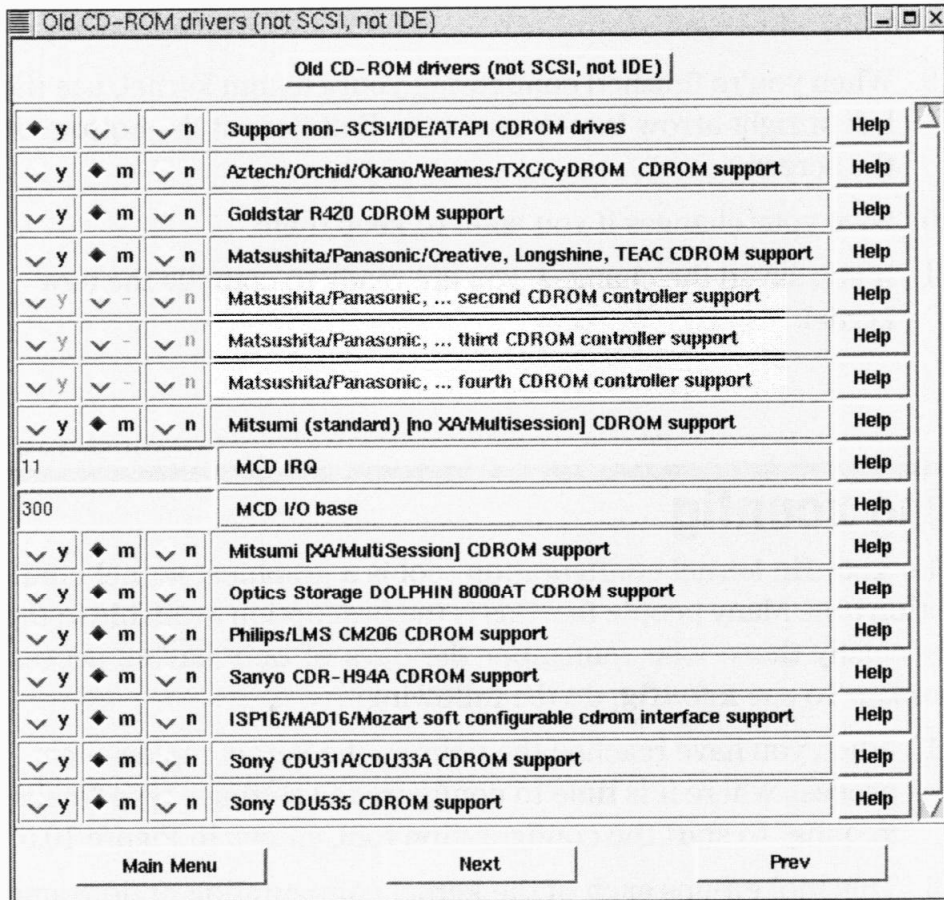 Old CD-ROM drivers (not SCSI, not IDE)
Old CD-ROM drivers (not SCSI, not IDE)
y n Support non-SCSI/IDE/ATAPI CDROM drives Help
y m n Aztech/Orchid/Okano/Wearnes/TXC/CyDROM CDROM support Help
y m n Goldstar R420 CDROM support Help
y m n Matsushita/Panasonic/Creative, Longshine, TEAC CDROM support Help
y - n Matsushita/Panasonic, ... second CDROM controller support Help
y - n Matsushita/Panasonic, ... third CDROM controller support Help
y - n Matsushita/Panasonic, ... fourth CDROM controller support Help
y m n Mitsumi (standard) [no XA/Multisession] CDROM support Help
11 MCD IRQ Help
300 MCD I/O base Help
y m n Mitsumi [XA/MultiSession] CDROM support Help
y m n Optics Storage DOLPHIN 8000AT CDROM support Help
y m n Philips/LMS CM206 CDROM support Help
y m n Sanyo CDR-H94A CDROM support Help
y m n ISP16/MAD16/Mozart soft configurable cdrom interface support Help
y m n Sony CDU31A/CDU33A CDROM support Help
y m n Sony CDU535 CDROM support Help
Main Menu Next Prev